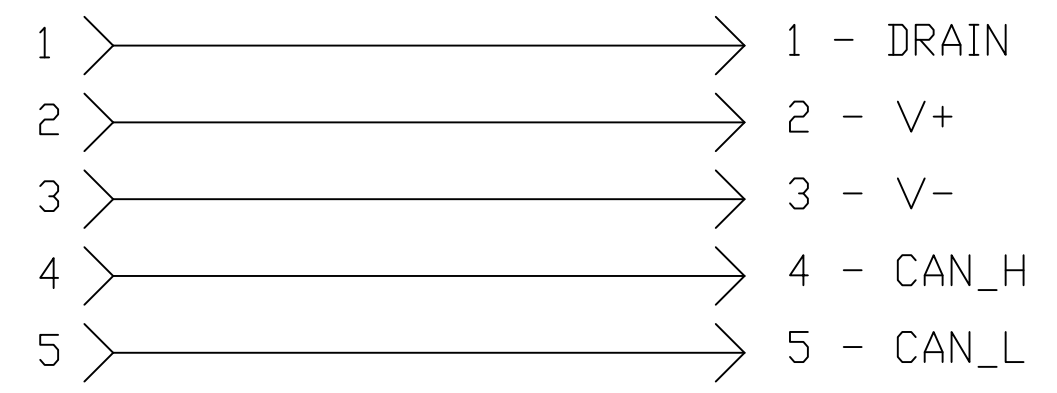 1 1 - DRAIN
2 2 - V+
3 3 - V-
4 4 - CAN_H
5 5 - CAN_L